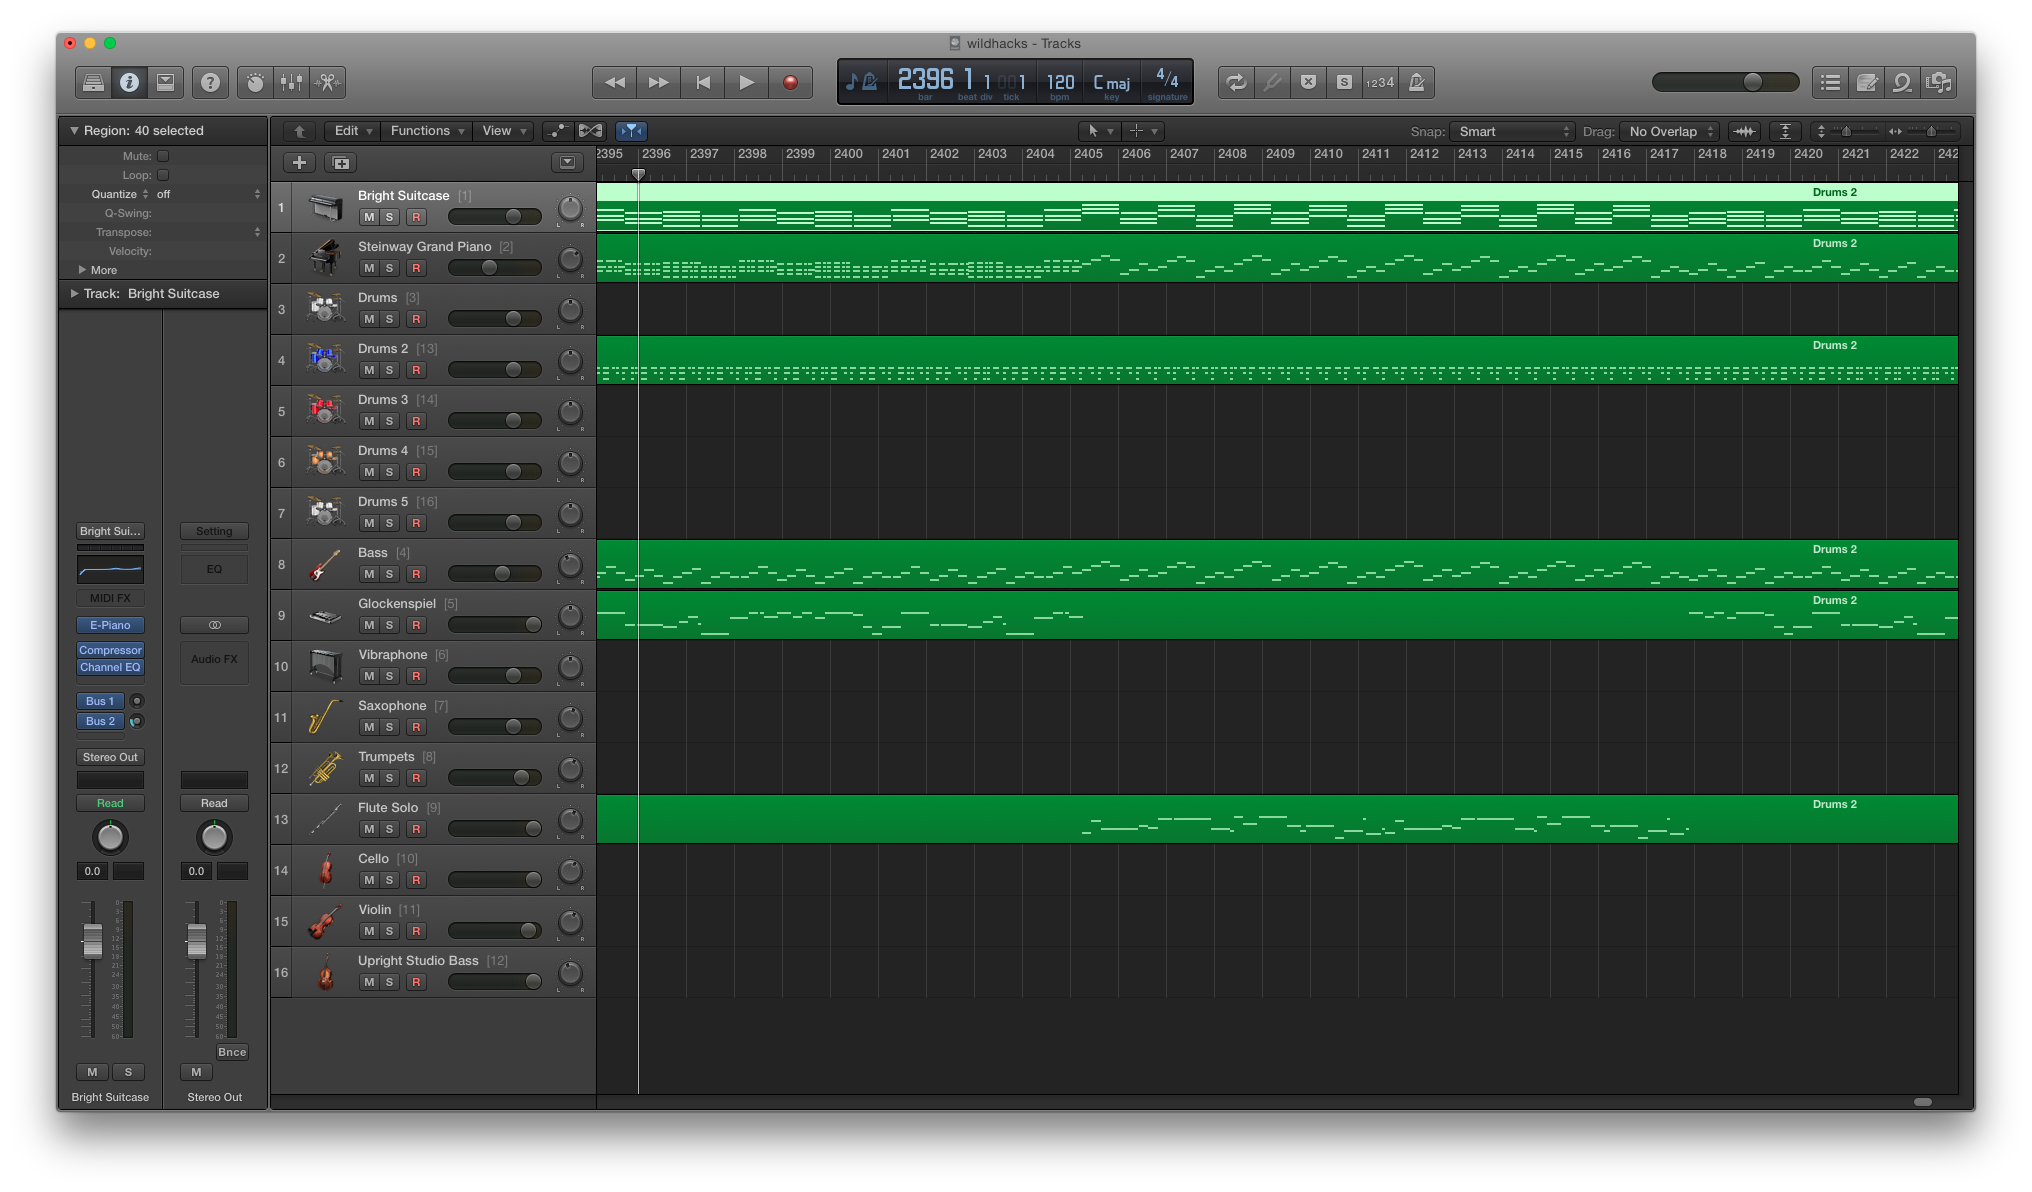 wildhacks - Tracks
2396 1 1 1 120 C maj 4/4
bar beat div tick bpm key signature
1234
Region: 40 selected
Edit Functions View Snap: Smart Drag: No Overlap
Mute:
Loop:
Quantize off
Q-Swing:
Transpose:
Velocity:
More
Track: Bright Suitcase
2395 2396 2397 2398 2399 2400 2401 2402 2403 2404 2405 2406 2407 2408 2409 2410 2411 2412 2413 2414 2415 2416 2417 2418 2419 2420 2421 2422 242
1 Bright Suitcase [1] Drums 2
M S R
2 Steinway Grand Piano [2] Drums 2
M S R
3 Drums [3]
M S R
4 Drums 2 [13] Drums 2
M S R
5 Drums 3 [14]
M S R
6 Drums 4 [15]
M S R
7 Drums 5 [16]
M S R
8 Bass [4] Drums 2
M S R
9 Glockenspiel [5] Drums 2
M S R
10 Vibraphone [6]
M S R
11 Saxophone [7]
M S R
12 Trumpets [8]
M S R
13 Flute Solo [9] Drums 2
M S R
14 Cello [10]
M S R
15 Violin [11]
M S R
16 Upright Studio Bass [12]
M S R
Bright Sui... Setting
EQ
MIDI FX
E-Piano
Compressor
Channel EQ Audio FX
Bus 1
Bus 2
Stereo Out
Read Read
0.0 0.0
Bnce
M S M
Bright Suitcase Stereo Out